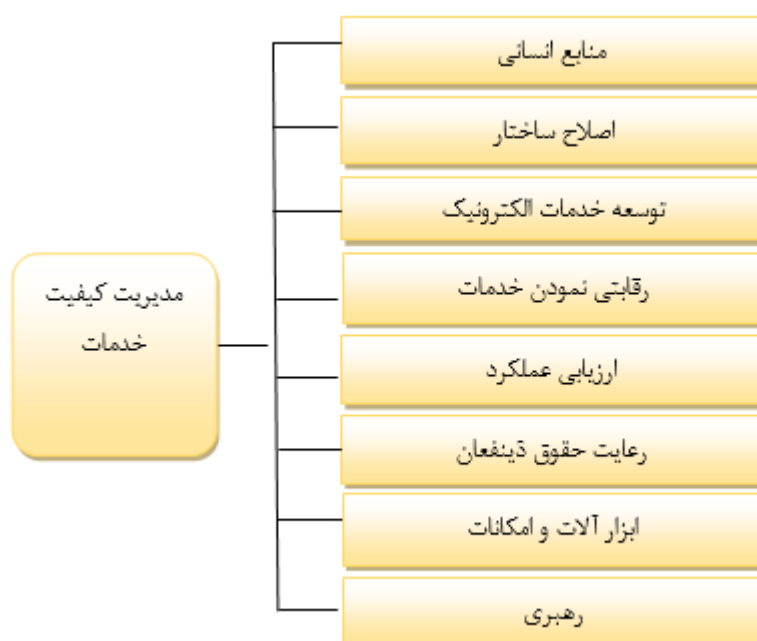 منابع انسانی
اصلاح ساختار
توسعه خدمات الکترونیک
رقابتی نمودن خدمات
مدیریت کیفیت
خدمات
ارزیابی عملکرد
رعایت حقوق ذینفعان
ابزار آلات و امکانات
رهبری